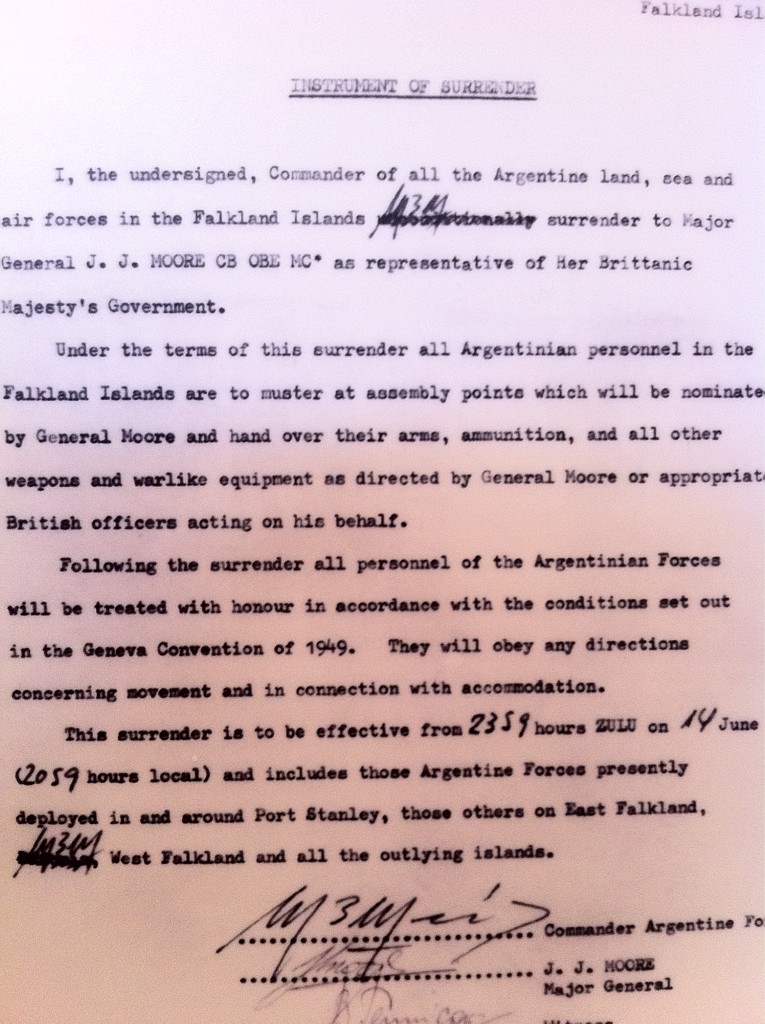 Falkland Isl
INSTRUMENT OF SURRENDER
I, the undersigned, Commander of all the Argentine land, sea and
air forces in the Falkland Islands surrender to Major
General J. J. MOORE CB OBE MC* as representative of Her Brittanic
Majesty's Government.
Under the terms of this surrender all Argentinian personnel in the
Falkland Islands are to muster at assembly points which will be nominate
by General Moore and hand over their arms, ammunition, and all other
weapons and warlike equipment as directed by General Moore or appropriat
British officers acting on his behalf.
Following the surrender all personnel of the Argentinian Forces
will be treated with honour in accordance with the conditions set out
in the Geneva Convention of 1949. They will obey any directions
concerning movement and in connection with accommodation.
This surrender is to be effective from 2359 hours ZULU on 14 June
(2059 hours local) and includes those Argentine Forces presently
deployed in and around Port Stanley, those others on East Falkland,
West Falkland and all the outlying islands.
Commander Argentine Fo
J. J. MOORE
Major General
Witness